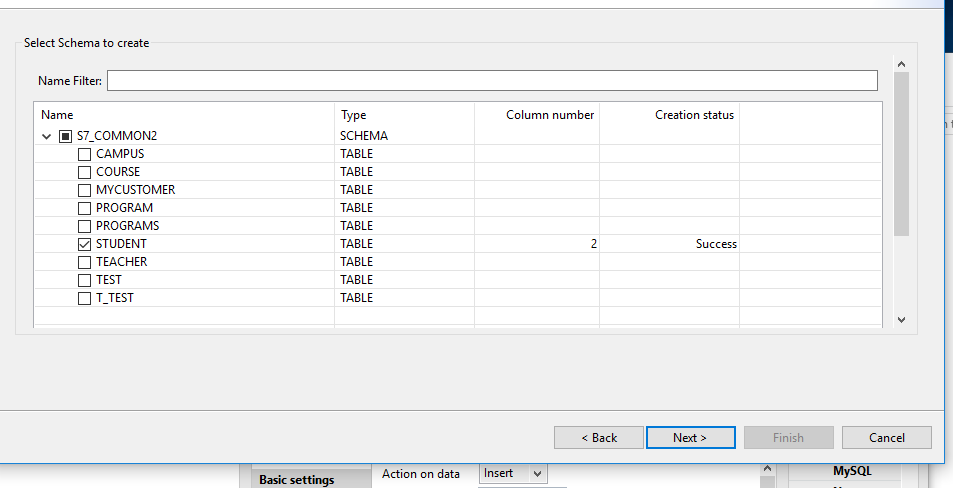 Select Schema to create
Name Filter:
Name Type Column number Creation status
S7_COMMON2 SCHEMA
CAMPUS TABLE
COURSE TABLE
MYCUSTOMER TABLE
PROGRAM TABLE
PROGRAMS TABLE
STUDENT TABLE 2 Success
TEACHER TABLE
TEST TABLE
T_TEST TABLE
< Back Next > Finish Cancel
Basic settings Action on data Insert MySQL